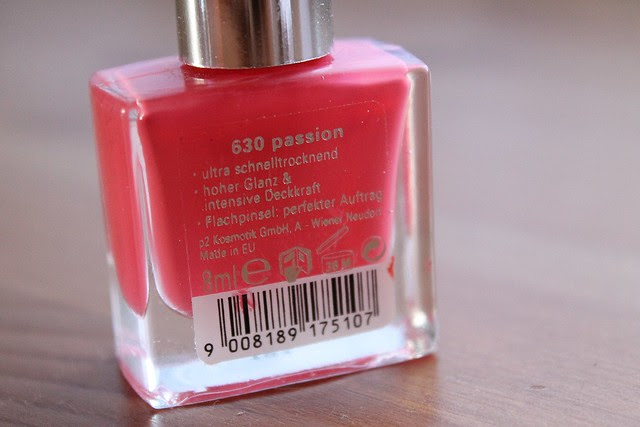 630 passion
· ultra schnelltrocknend
· hoher Glanz &
intensive Deckkraft
· Flachpinsel: perfekter Auftrag
p2 Kosmetik GmbH, A - Wiener Neudorf
Made in EU
8ml e 36 M
9 008189 175107